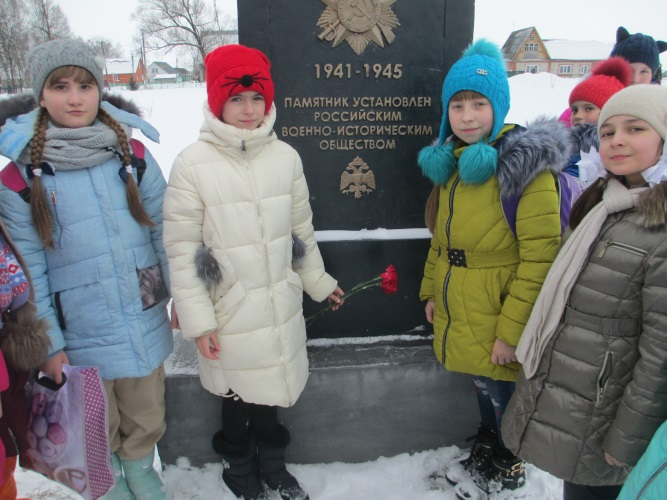 1941-1945
ПАМЯТНИК УСТАНОВЛЕН
РОССИЙСКИМ
ВОЕННО-ИСТОРИЧЕСКИМ
ОБЩЕСТВОМ